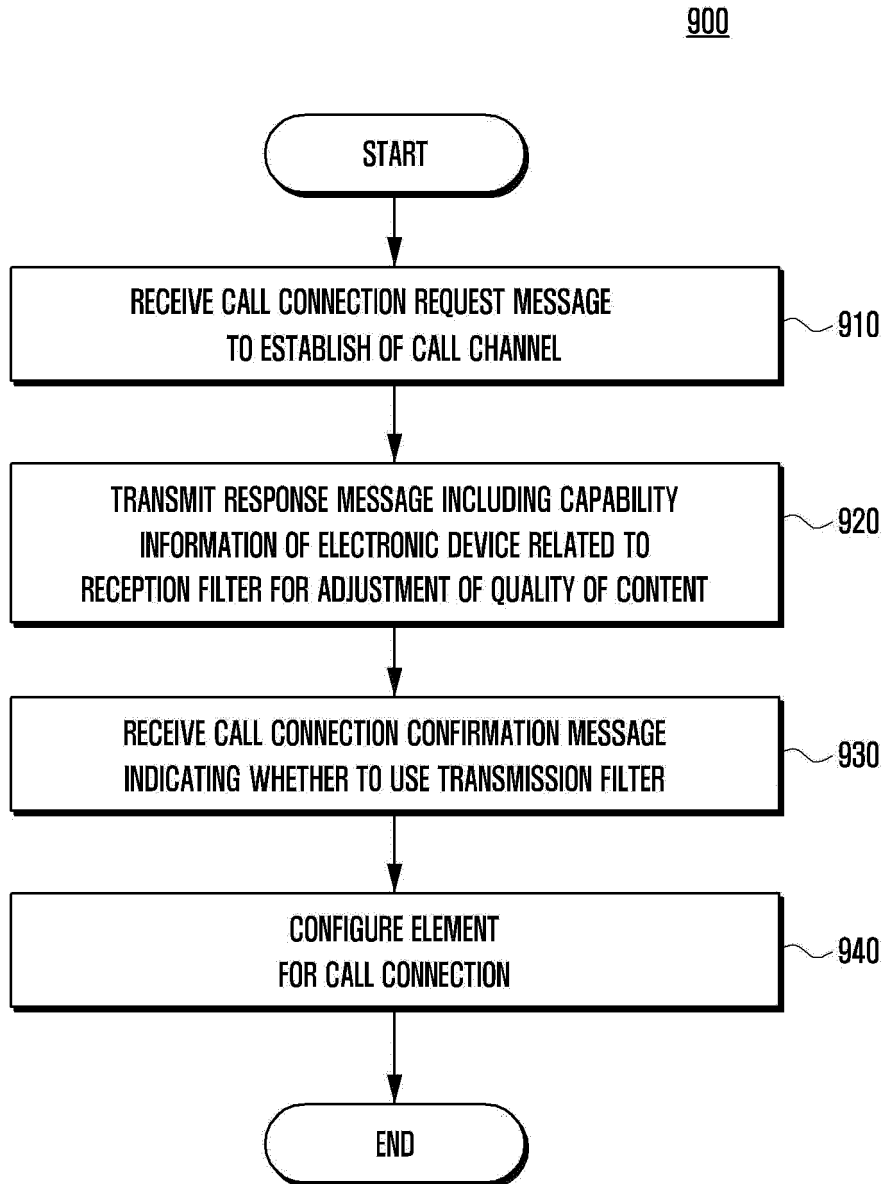 900
START
RECEIVE CALL CONNECTION REQUEST MESSAGE
TO ESTABLISH OF CALL CHANNEL
910
TRANSMIT RESPONSE MESSAGE INCLUDING CAPABILITY
INFORMATION OF ELECTRONIC DEVICE RELATED TO
RECEPTION FILTER FOR ADJUSTMENT OF QUALITY OF CONTENT
920
RECEIVE CALL CONNECTION CONFIRMATION MESSAGE
INDICATING WHETHER TO USE TRANSMISSION FILTER
930
CONFIGURE ELEMENT
FOR CALL CONNECTION
940
END